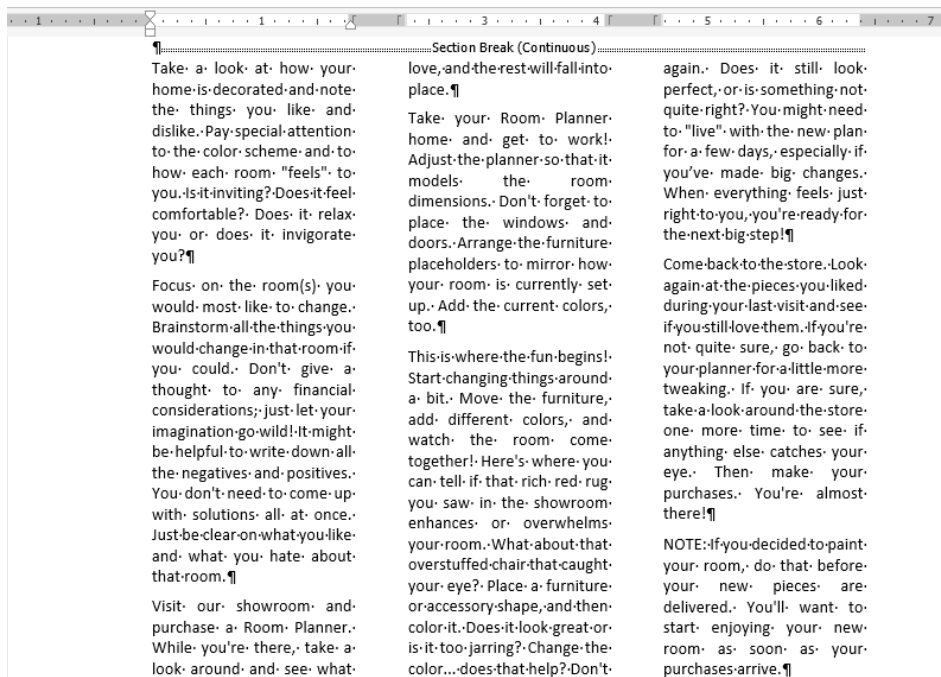 1 1 3 4 5 6 7
¶ Section Break (Continuous)
Take a look at how your
home is decorated and note
the things you like and
dislike. Pay special attention
to the color scheme and to
how each room "feels" to
you. Is it inviting? Does it feel
comfortable? Does it relax
you or does it invigorate
you?¶
Focus on the room(s) you
would most like to change.
Brainstorm all the things you
would change in that room if
you could. Don't give a
thought to any financial
considerations; just let your
imagination go wild! It might
be helpful to write down all
the negatives and positives.
You don't need to come up
with solutions all at once.
Just be clear on what you like
and what you hate about
that room.¶
Visit our showroom and
purchase a Room Planner.
While you're there, take a
look around and see what
love, and the rest will fall into
place.¶
Take your Room Planner
home and get to work!
Adjust the planner so that it
models the room
dimensions. Don't forget to
place the windows and
doors. Arrange the furniture
placeholders to mirror how
your room is currently set
up. Add the current colors,
too.¶
This is where the fun begins!
Start changing things around
a bit. Move the furniture,
add different colors, and
watch the room come
together! Here's where you
can tell if that rich red rug
you saw in the showroom
enhances or overwhelms
your room. What about that
overstuffed chair that caught
your eye? Place a furniture
or accessory shape, and then
color it. Does it look great or
is it too jarring? Change the
color... does that help? Don't
again. Does it still look
perfect, or is something not
quite right? You might need
to "live" with the new plan
for a few days, especially if
you’ve made big changes.
When everything feels just
right to you, you're ready for
the next big step!¶
Come back to the store. Look
again at the pieces you liked
during your last visit and see
if you still love them. If you're
not quite sure, go back to
your planner for a little more
tweaking. If you are sure,
take a look around the store
one more time to see if
anything else catches your
eye. Then make your
purchases. You're almost
there!¶
NOTE: If you decided to paint
your room, do that before
your new pieces are
delivered. You'll want to
start enjoying your new
room as soon as your
purchases arrive.¶